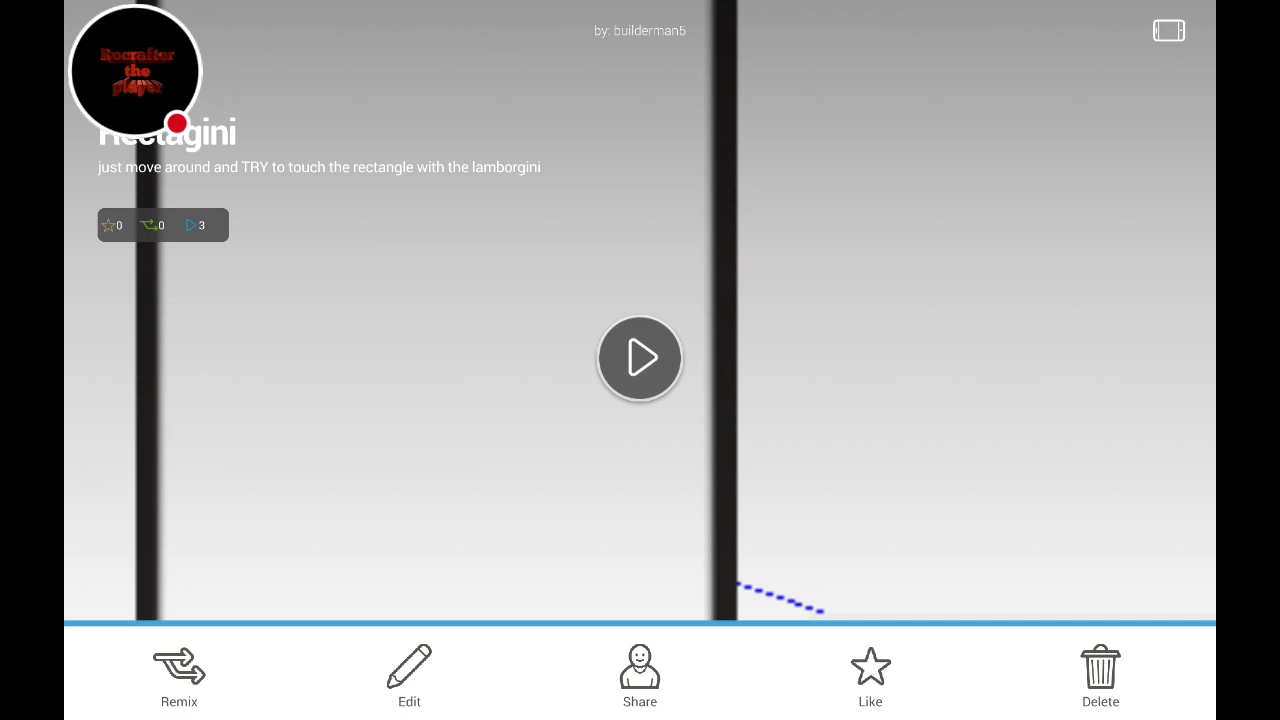 by: builderman5
Rocrafter
the
player
Rectagini
just move around and TRY to touch the rectangle with the lamborgini
0 0 3
Remix Edit Share Like Delete